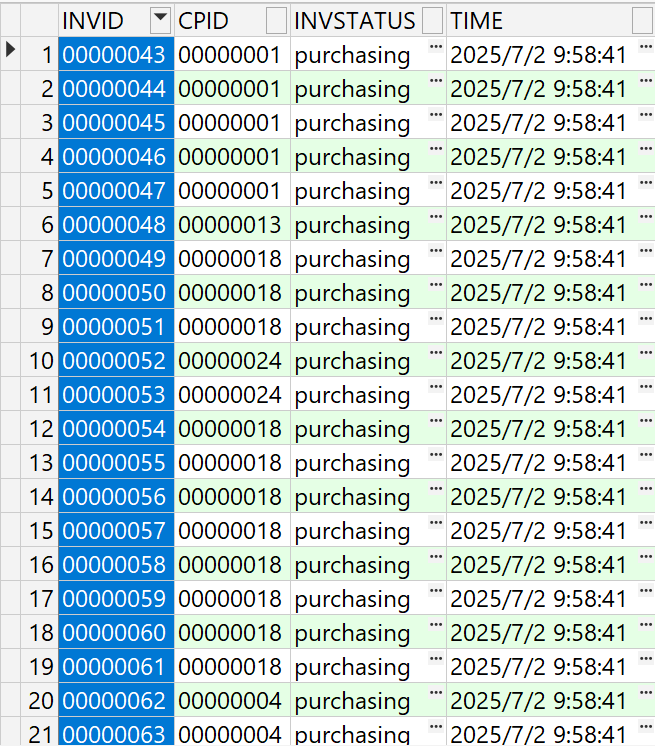 INVID CPID INVSTATUS TIME
1 00000043 00000001 purchasing ... 2025/7/2 9:58:41 ...
2 00000044 00000001 purchasing ... 2025/7/2 9:58:41 ...
3 00000045 00000001 purchasing ... 2025/7/2 9:58:41 ...
4 00000046 00000001 purchasing ... 2025/7/2 9:58:41 ...
5 00000047 00000001 purchasing ... 2025/7/2 9:58:41 ...
6 00000048 00000013 purchasing ... 2025/7/2 9:58:41 ...
7 00000049 00000018 purchasing ... 2025/7/2 9:58:41 ...
8 00000050 00000018 purchasing ... 2025/7/2 9:58:41 ...
9 00000051 00000018 purchasing ... 2025/7/2 9:58:41 ...
10 00000052 00000024 purchasing ... 2025/7/2 9:58:41 ...
11 00000053 00000024 purchasing ... 2025/7/2 9:58:41 ...
12 00000054 00000018 purchasing ... 2025/7/2 9:58:41 ...
13 00000055 00000018 purchasing ... 2025/7/2 9:58:41 ...
14 00000056 00000018 purchasing ... 2025/7/2 9:58:41 ...
15 00000057 00000018 purchasing ... 2025/7/2 9:58:41 ...
16 00000058 00000018 purchasing ... 2025/7/2 9:58:41 ...
17 00000059 00000018 purchasing ... 2025/7/2 9:58:41 ...
18 00000060 00000018 purchasing ... 2025/7/2 9:58:41 ...
19 00000061 00000018 purchasing ... 2025/7/2 9:58:41 ...
20 00000062 00000004 purchasing ... 2025/7/2 9:58:41 ...
21 00000063 00000004 purchasing ... 2025/7/2 9:58:41 ...